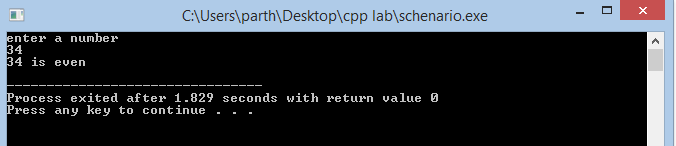 C:\Users\parth\Desktop\cpp lab\schenario.exe
enter a number
34
34 is even
--------------------------------
Process exited after 1.829 seconds with return value 0
Press any key to continue . . .